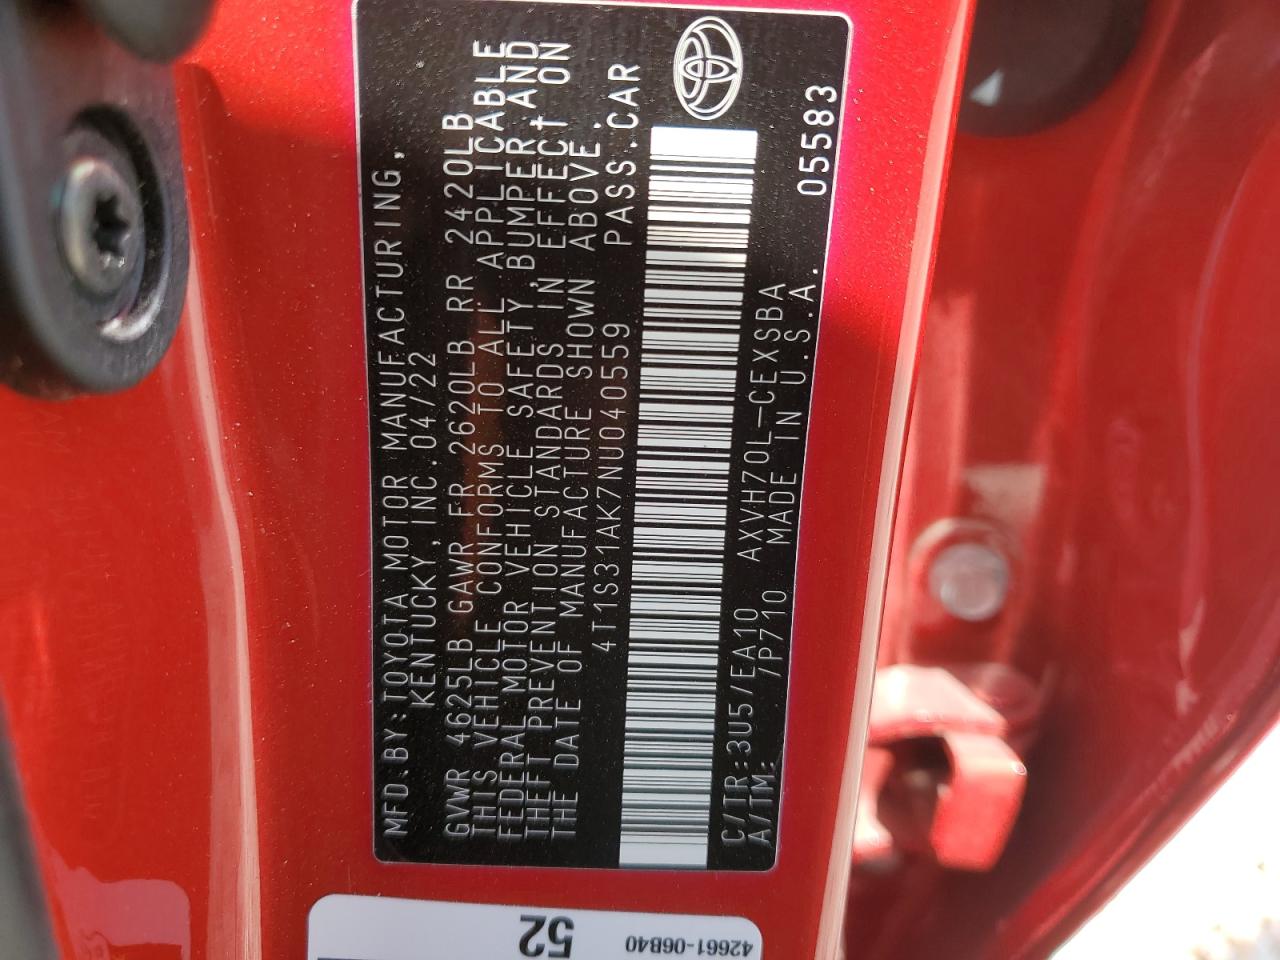 MFD.BY:TOYOTA MOTOR MANUFACTURING,
KENTUCKY,INC.04/22
GVWR 4625LB GAWR FR 2620LB RR 2420LB
THIS VEHICLE CONFORMS TO ALL APPLICABLE
FEDERAL MOTOR VEHICLE SAFETY,BUMPER,AND
THEFT PREVENTION STANDARDS IN EFFECT ON
THE DATE OF MANUFACTURE SHOWN ABOVE.
4T1S31AK7NU040559 PASS.CAR
C/TR:3U5/EA10 AXVH70L-CEXSBA
A/TM: /P710 MADE IN U.S.A. 05583
52
42661-06B40